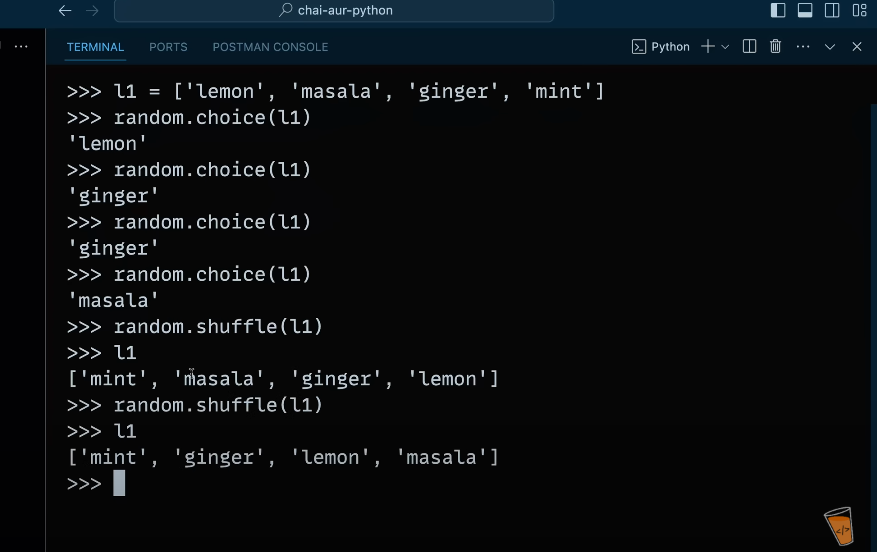 chai-aur-python
TERMINAL PORTS POSTMAN CONSOLE Python
>>> l1 = ['lemon', 'masala', 'ginger', 'mint']
>>> random.choice(l1)
'lemon'
>>> random.choice(l1)
'ginger'
>>> random.choice(l1)
'ginger'
>>> random.choice(l1)
'masala'
>>> random.shuffle(l1)
>>> l1
['mint', 'masala', 'ginger', 'lemon']
>>> random.shuffle(l1)
>>> l1
['mint', 'ginger', 'lemon', 'masala']
>>>